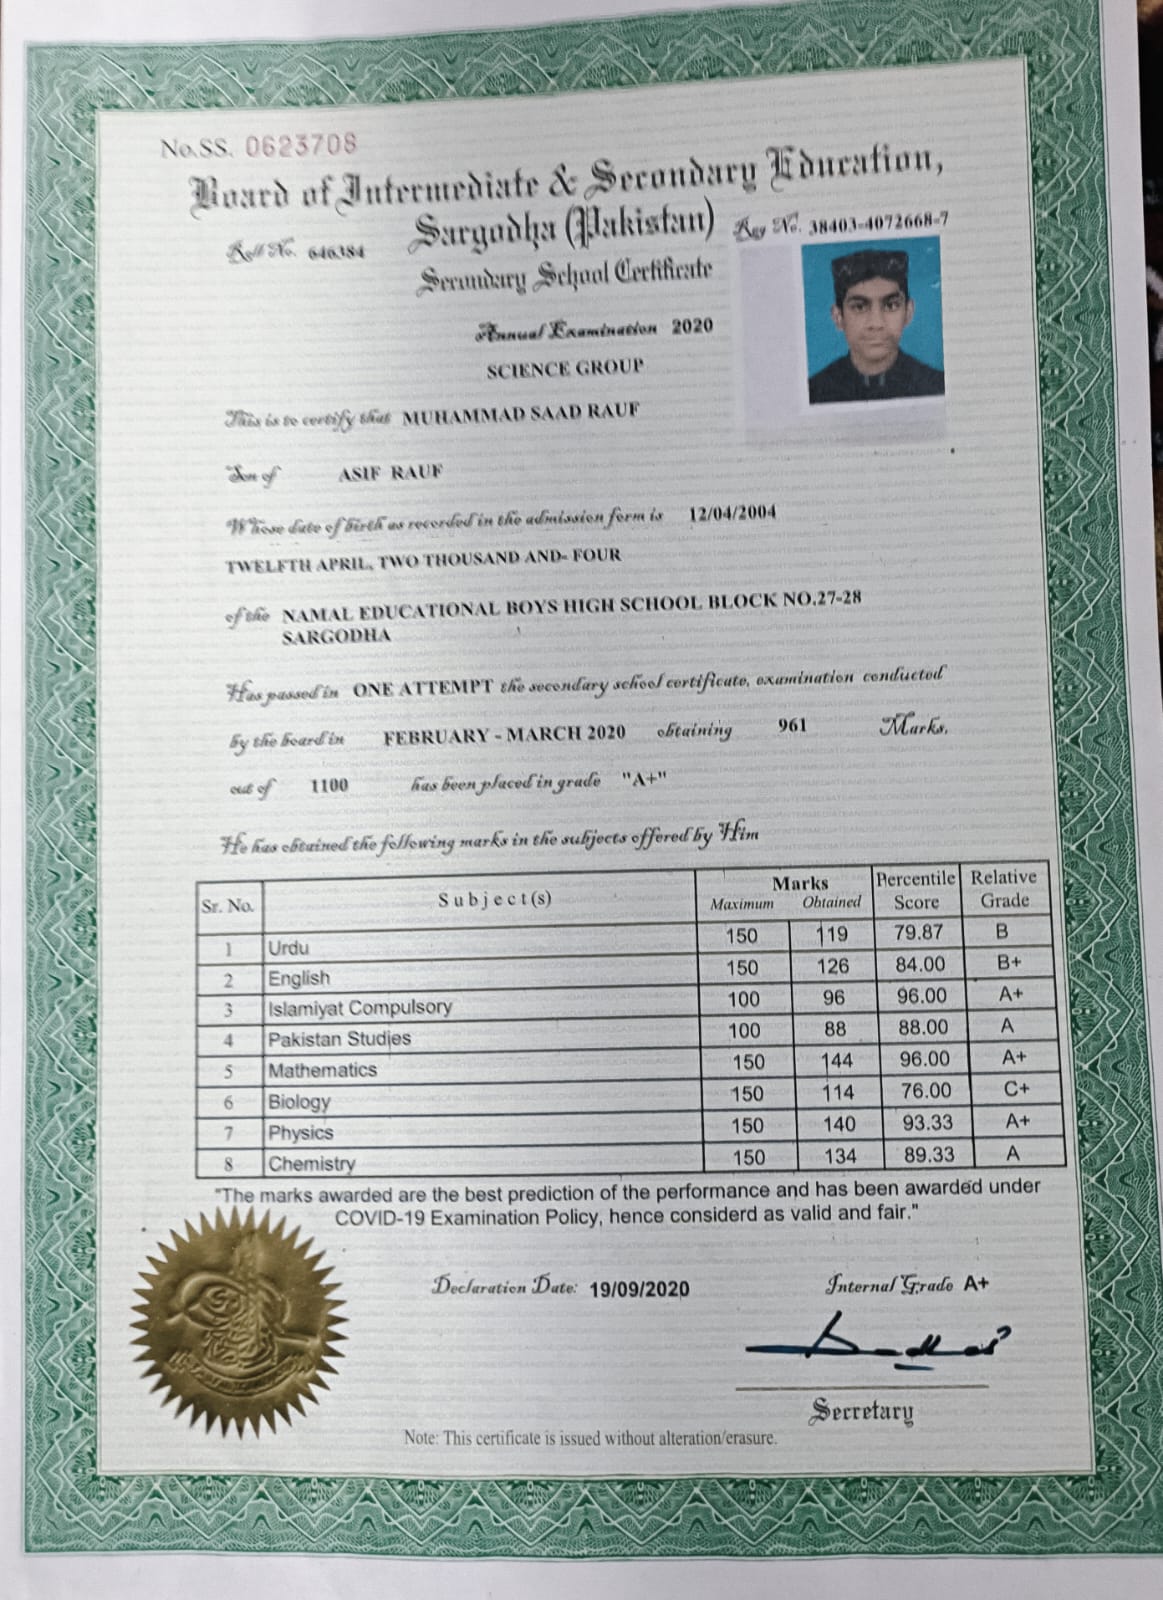 No.SS. 0623708
Board of Intermediate & Secondary Education,
Sargodha (Pakistan)
Roll No. 646384
Reg No. 38403-4072668-7
Secondary School Certificate
Annual Examination 2020
SCIENCE GROUP
This is to certify that MUHAMMAD SAAD RAUF
Son of ASIF RAUF
Whose date of birth as recorded in the admission form is 12/04/2004
TWELFTH APRIL, TWO THOUSAND AND- FOUR
of the NAMAL EDUCATIONAL BOYS HIGH SCHOOL BLOCK NO.27-28
SARGODHA
Has passed in ONE ATTEMPT the secondary school certificate, examination conducted
by the board in FEBRUARY - MARCH 2020 obtaining 961 Marks,
out of 1100 has been placed in grade "A+"
He has obtained the following marks in the subjects offered by Him
Sr. No. Subject(s) Marks Maximum Obtained Percentile Score Relative Grade
1 Urdu 150 119 79.87 B
2 English 150 126 84.00 B+
3 Islamiyat Compulsory 100 96 96.00 A+
4 Pakistan Studies 100 88 88.00 A
5 Mathematics 150 144 96.00 A+
6 Biology 150 114 76.00 C+
7 Physics 150 140 93.33 A+
8 Chemistry 150 134 89.33 A
"The marks awarded are the best prediction of the performance and has been awarded under
COVID-19 Examination Policy, hence considerd as valid and fair."
Declaration Date: 19/09/2020
Internal Grade A+
Secretary
Note: This certificate is issued without alteration/erasure.